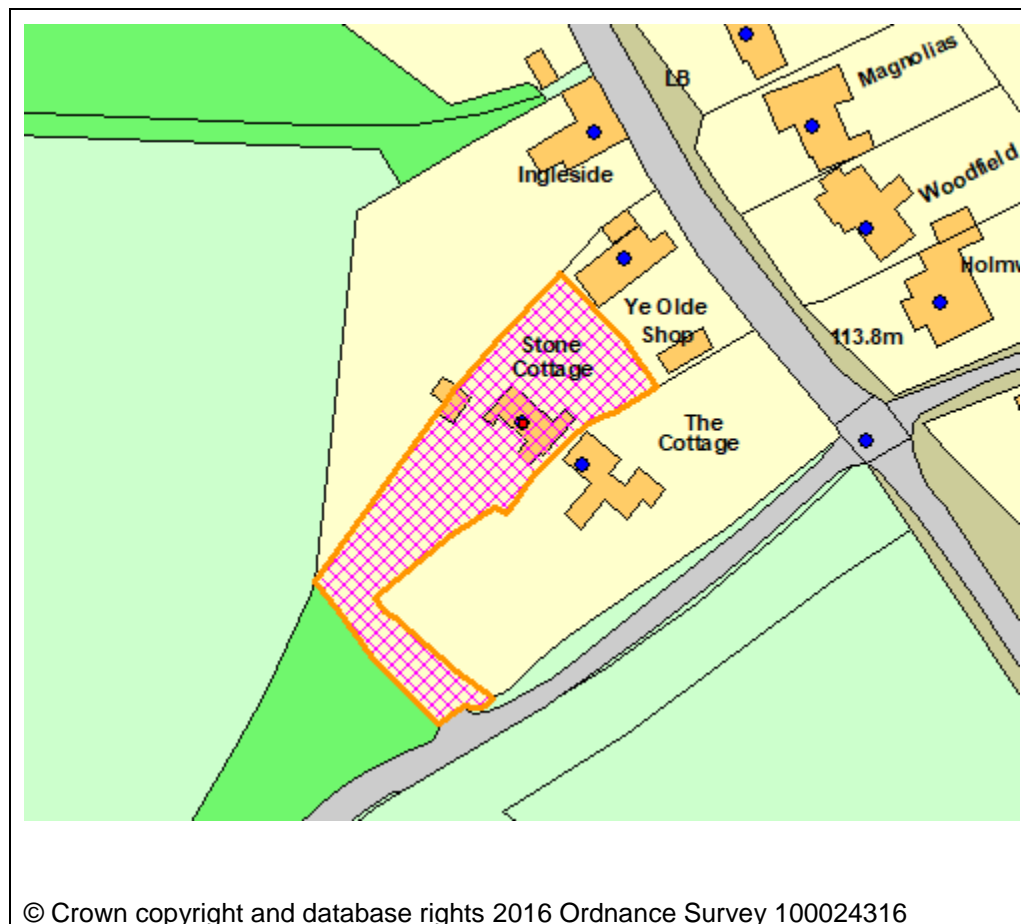 LB
Magnolias
Ingleside
Woodfield
Ye Olde
Shop
113.8m
Stone
Cottage
The
Cottage
© Crown copyright and database rights 2016 Ordnance Survey 100024316